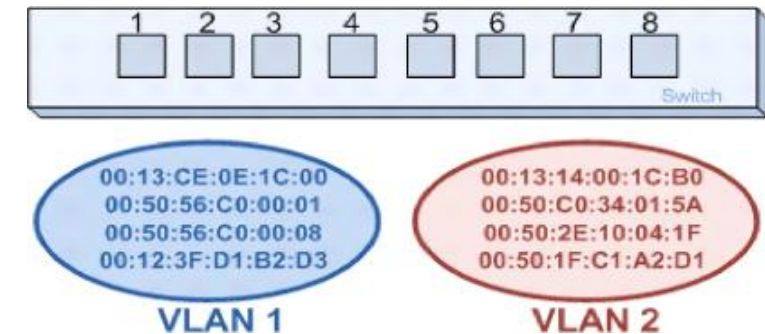 1 2 3 4 5 6 7 8
Switch
00:13:CE:0E:1C:00
00:50:56:C0:00:01
00:50:56:C0:00:08
00:12:3F:D1:B2:D3
VLAN 1
00:13:14:00:1C:B0
00:50:C0:34:01:5A
00:50:2E:10:04:1F
00:50:1F:C1:A2:D1
VLAN 2